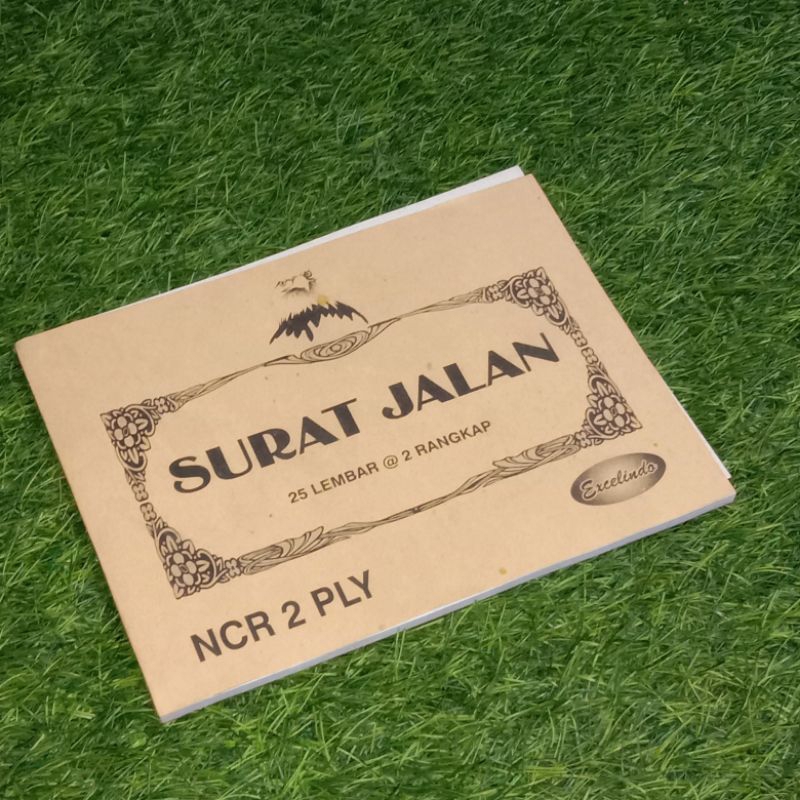 SURAT JALAN
25 LEMBAR @ 2 RANGKAP
Excelindo
NCR 2 PLY